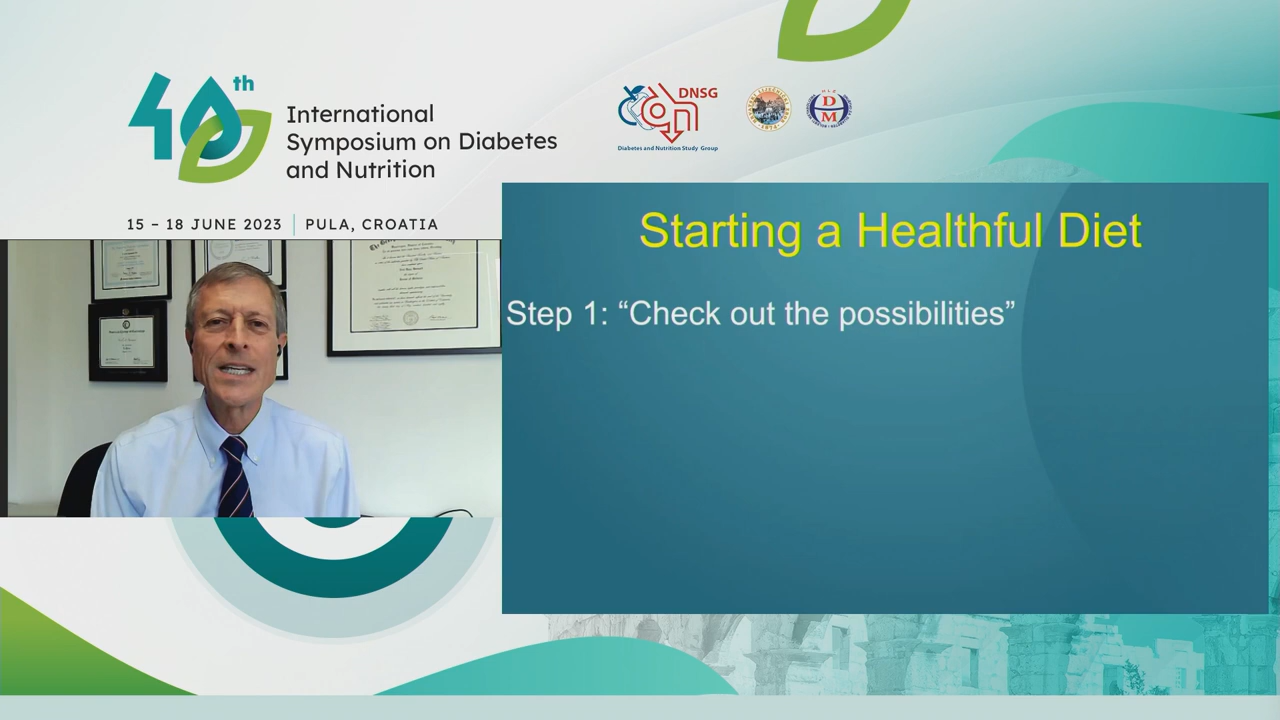 40th
International
Symposium on Diabetes
and Nutrition
15 – 18 JUNE 2023 | PULA, CROATIA
DNSG
Diabetes and Nutrition Study Group
D
M
Starting a Healthful Diet
Step 1: “Check out the possibilities”